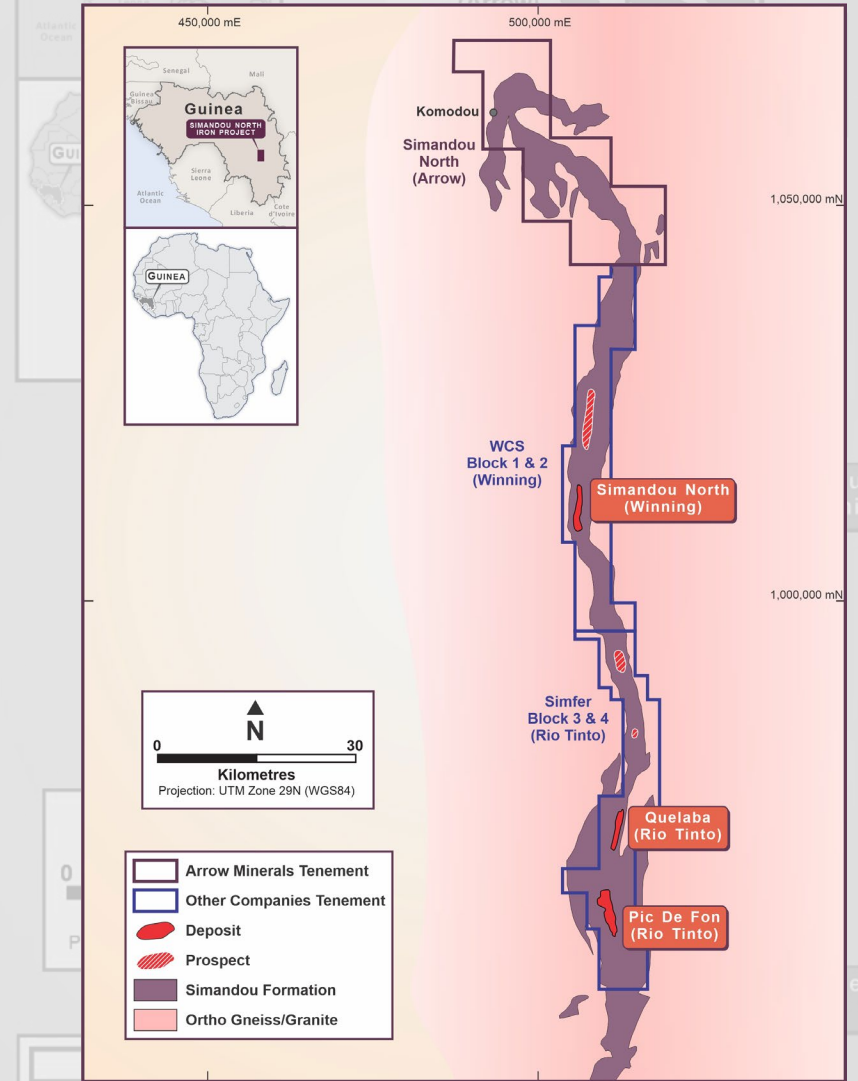 450,000 mE
500,000 mE
Senegal
Mali
Guinea
Bissau
Guinea
SIMANDOU NORTH
IRON PROJECT
Sierra
Leone
Atlantic
Ocean
Liberia
Cote
d'Ivoire
GUINEA
Komodou
Simandou
North
(Arrow)
1,050,000 mN
WCS
Block 1 & 2
(Winning)
Simandou North
(Winning)
1,000,000 mN
Simfer
Block 3 & 4
(Rio Tinto)
Quelaba
(Rio Tinto)
Pic De Fon
(Rio Tinto)
N
0 30
Kilometres
Projection: UTM Zone 29N (WGS84)
Arrow Minerals Tenement
Other Companies Tenement
Deposit
Prospect
Simandou Formation
Ortho Gneiss/Granite
Atlantic
Ocean
GUI
0